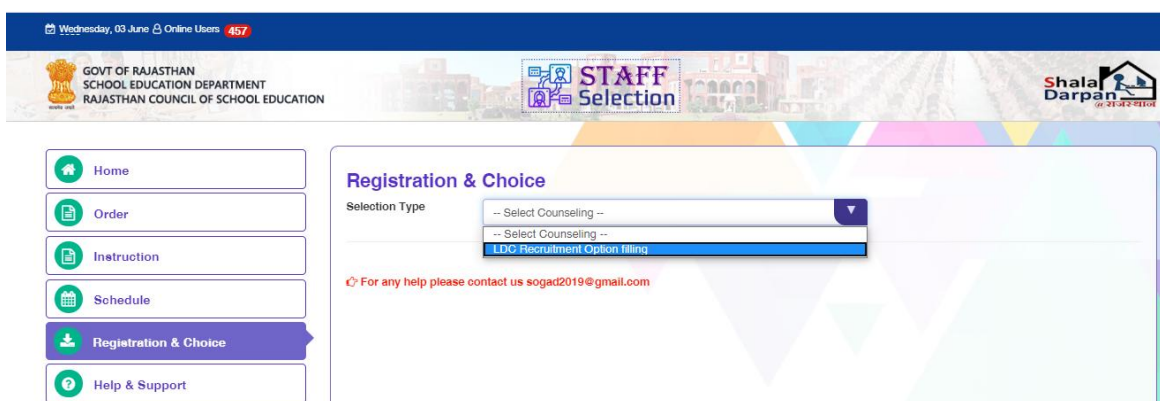 Wednesday, 03 June Online Users 457
GOVT OF RAJASTHAN
SCHOOL EDUCATION DEPARTMENT
RAJASTHAN COUNCIL OF SCHOOL EDUCATION
STAFF
Selection
Shala
Darpan
@ राजस्थान
Home
Order
Instruction
Schedule
Registration & Choice
Help & Support
Registration & Choice
Selection Type
-- Select Counseling --
-- Select Counseling --
LDC Recruitment Option filling
For any help please contact us sogad2019@gmail.com